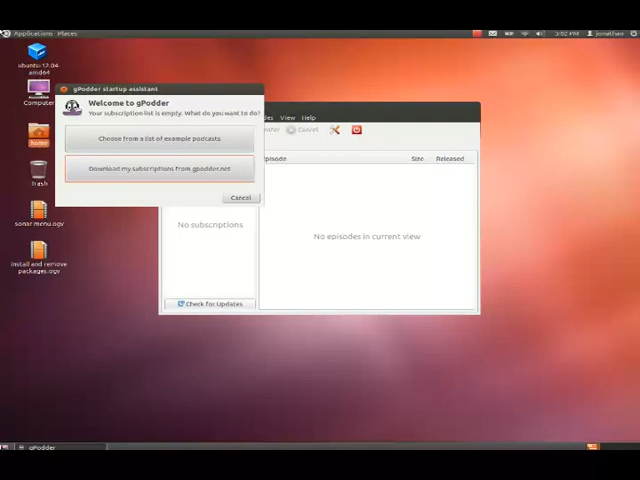 Applications Places
3:02 PM jonathan
ubuntu-12.04-
amd64
Computer
home
trash
sonar menu.ogv
install and remove
packages.ogv
gPodder startup assistant
Welcome to gPodder
Your subscription list is empty. What do you want to do?
Choose from a list of example podcasts
Download my subscriptions from gpodder.net
Cancel
View Help
Cancel
Size Released
No subscriptions
No episodes in current view
Check for Updates
gPodder